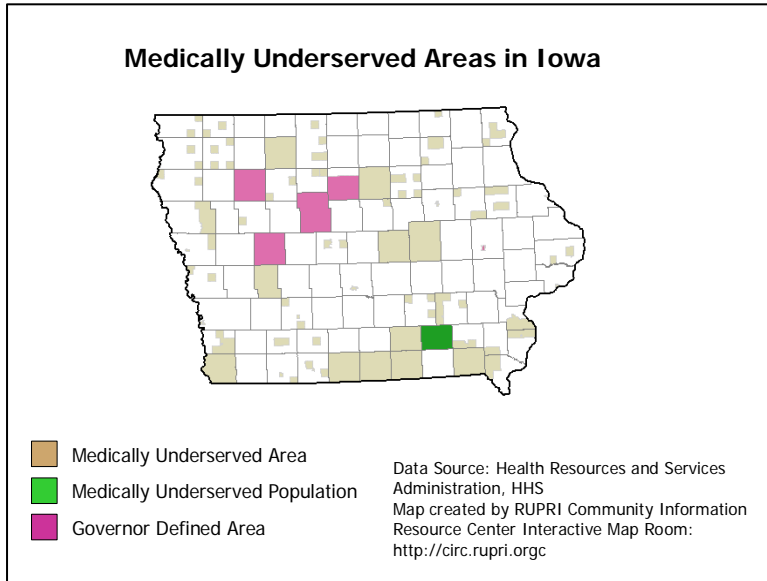 Medically Underserved Areas in Iowa
Medically Underserved Area
Medically Underserved Population
Governor Defined Area
Data Source: Health Resources and Services
Administration, HHS
Map created by RUPRI Community Information
Resource Center Interactive Map Room:
http://circ.rupri.orgc